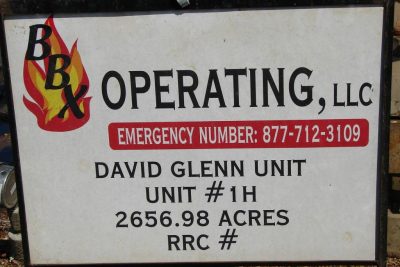 BBX OPERATING, LLC
EMERGENCY NUMBER: 877-712-3109
DAVID GLENN UNIT
UNIT #1H
2656.98 ACRES
RRC #